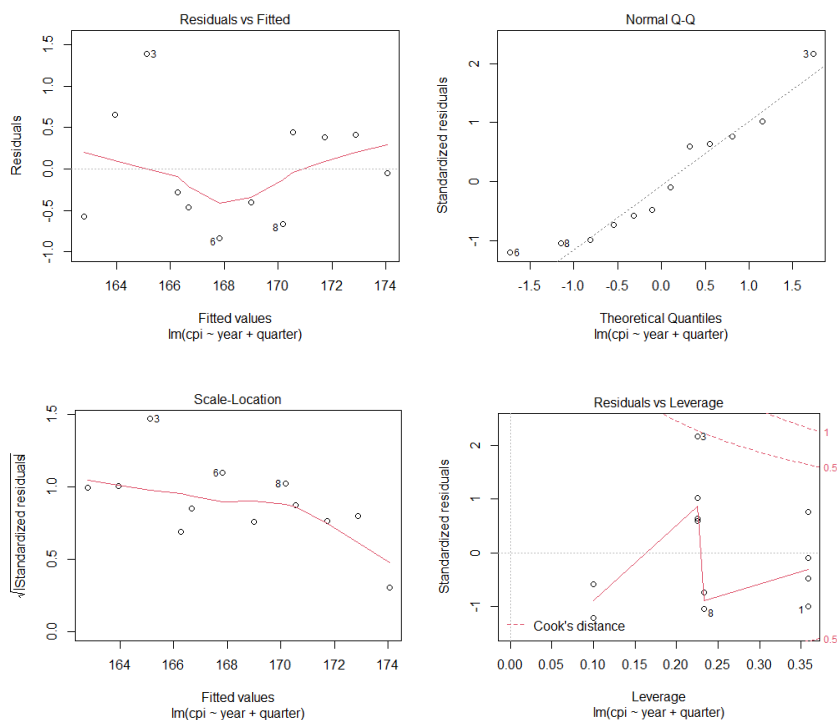 Residuals vs Fitted
Residuals
1.5
1.0
0.5
0.0
-0.5
-1.0
3
6
8
164 166 168 170 172 174
Fitted values
lm(cpi ~ year + quarter)
Normal Q-Q
Standardized residuals
2
1
0
-1
3
8
6
-1.5 -1.0 -0.5 0.0 0.5 1.0 1.5
Theoretical Quantiles
lm(cpi ~ year + quarter)
Scale-Location
√|Standardized residuals|
1.5
1.0
0.5
0.0
3
6
8
164 166 168 170 172 174
Fitted values
lm(cpi ~ year + quarter)
Residuals vs Leverage
Standardized residuals
2
1
0
-1
3
1
8
1
0.5
0.5
Cook's distance
0.00 0.05 0.10 0.15 0.20 0.25 0.30 0.35
Leverage
lm(cpi ~ year + quarter)